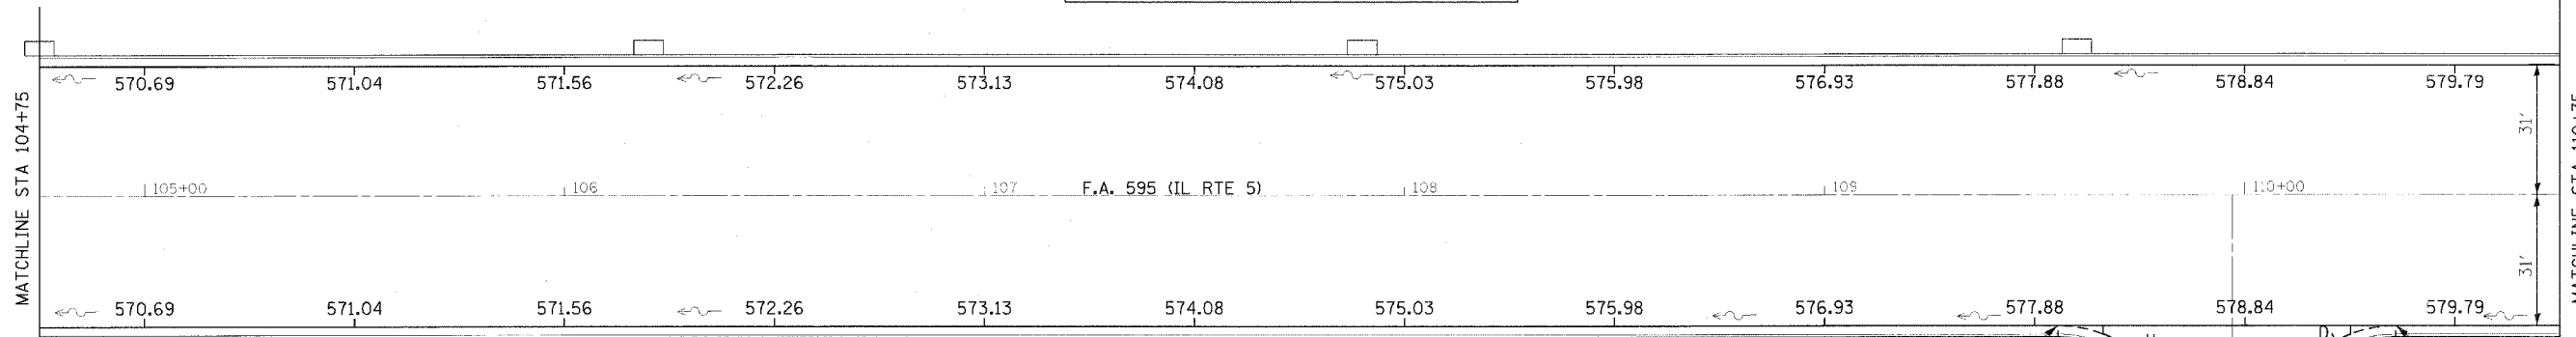 570.69 571.04 571.56 572.26 573.13 574.08 575.03 575.98 576.93 577.88 578.84 579.79
MATCHLINE STA 104+75
31'
105+00 106 107 F.A. 595 (IL RTE 5) 108 109 110+00
31'
570.69 571.04 571.56 572.26 573.13 574.08 575.03 575.98 576.93 577.88 578.84 579.79
MATCHLINE STA